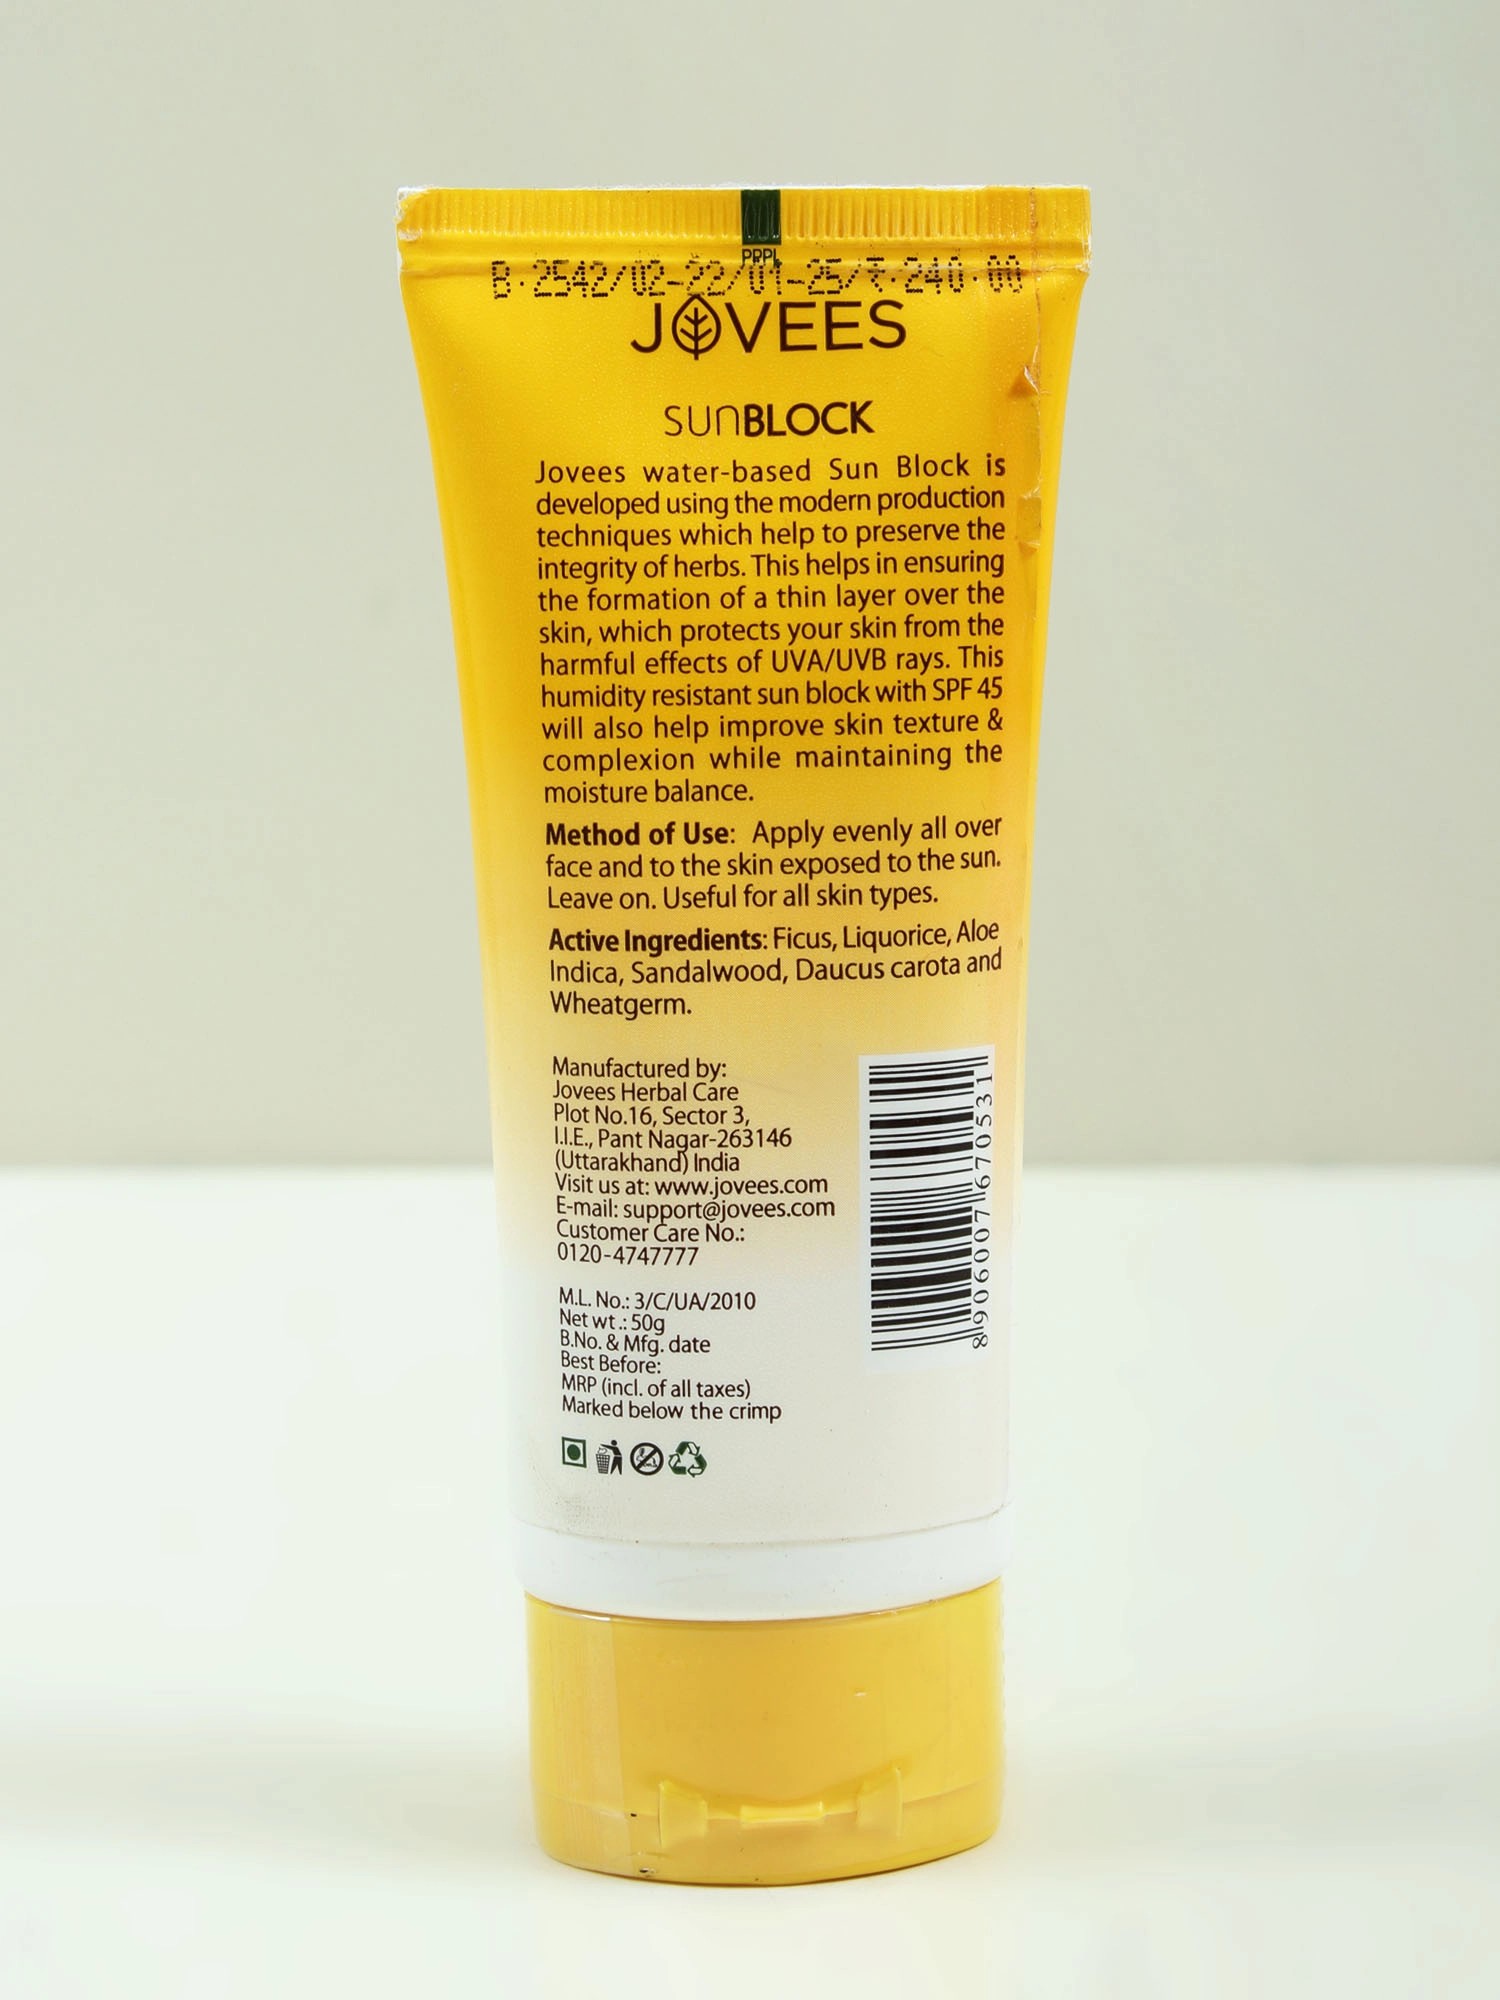 PRPL
B.2542/02-22/01-25/₹.240.00
JOVEES
SUNBLOCK
Jovees water-based Sun Block is
developed using the modern production
techniques which help to preserve the
integrity of herbs. This helps in ensuring
the formation of a thin layer over the
skin, which protects your skin from the
harmful effects of UVA/UVB rays. This
humidity resistant sun block with SPF 45
will also help improve skin texture &
complexion while maintaining the
moisture balance.
Method of Use: Apply evenly all over
face and to the skin exposed to the sun.
Leave on. Useful for all skin types.
Active Ingredients: Ficus, Liquorice, Aloe
Indica, Sandalwood, Daucus carota and
Wheatgerm.
Manufactured by:
Jovees Herbal Care
Plot No.16, Sector 3,
I.I.E., Pant Nagar-263146
(Uttarakhand) India
Visit us at: www.jovees.com
E-mail: support@jovees.com
Customer Care No.:
0120-4747777
M.L. No.: 3/C/UA/2010
Net wt.: 50g
B.No. & Mfg. date
Best Before:
MRP (incl. of all taxes)
Marked below the crimp
8906007670531